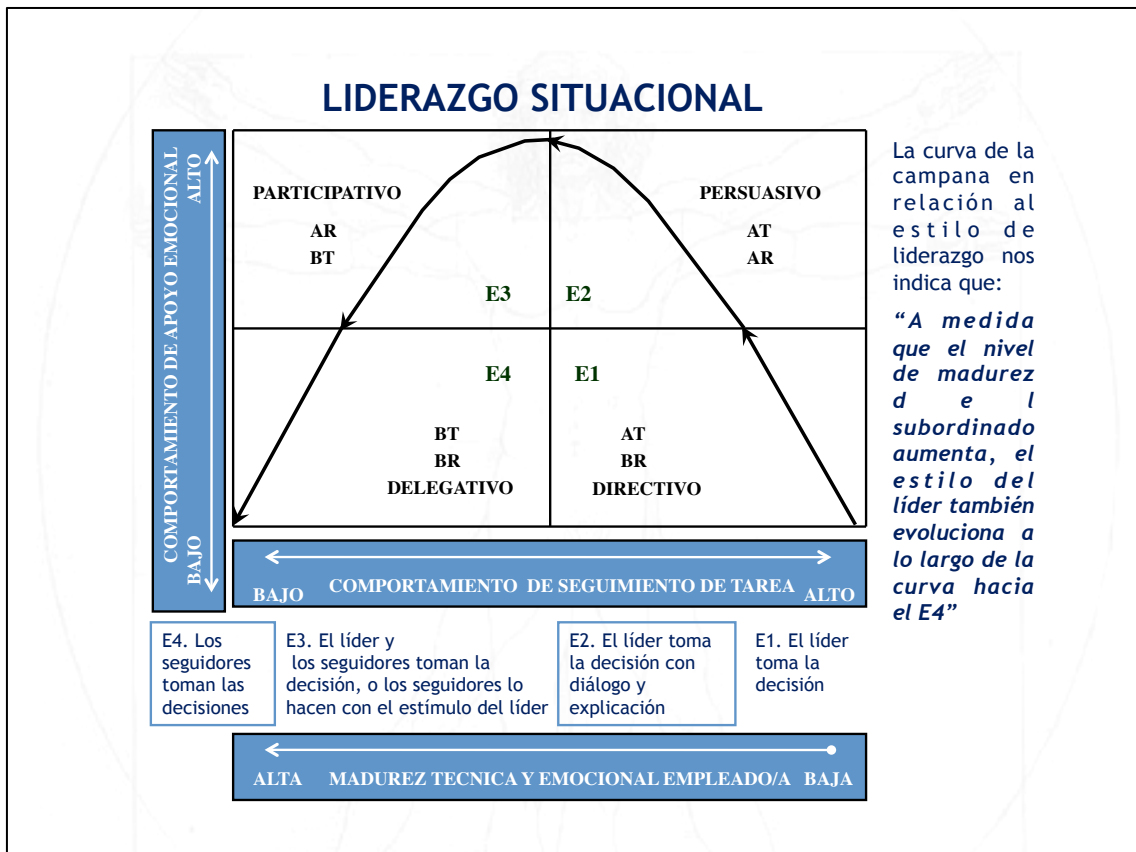 LIDERAZGO SITUACIONAL
COMPORTAMIENTO DE APOYO EMOCIONAL
ALTO
BAJO
PARTICIPATIVO
AR
BT
PERSUASIVO
AT
AR
E3
E2
E4
E1
BT
BR
DELEGATIVO
AT
BR
DIRECTIVO
BAJO
COMPORTAMIENTO DE SEGUIMIENTO DE TAREA
ALTO
La curva de la
campana en
relación al
estilo de
liderazgo nos
indica que:
“A medida
que el nivel
de madurez
d e l
subordinado
aumenta, el
estilo del
líder también
evoluciona a
lo largo de la
curva hacia
el E4”
E4. Los
seguidores
toman las
decisiones
E3. El líder y
los seguidores toman la
decisión, o los seguidores lo
hacen con el estímulo del líder
E2. El líder toma
la decisión con
diálogo y
explicación
E1. El líder
toma la
decisión
ALTA MADUREZ TECNICA Y EMOCIONAL EMPLEADO/A BAJA